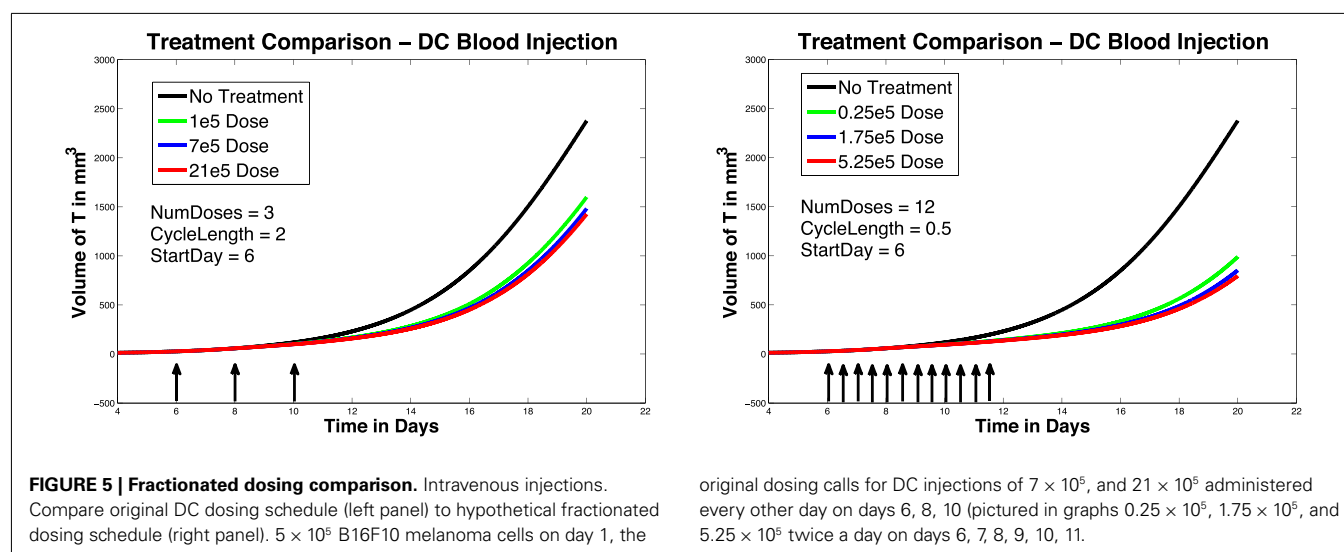 Treatment Comparison – DC Blood Injection
3000
2500
2000
1500
1000
500
0
−500
Volume of T in mm³
No Treatment
1e5 Dose
7e5 Dose
21e5 Dose
NumDoses = 3
CycleLength = 2
StartDay = 6
4 6 8 10 12 14 16 18 20 22
Time in Days
Treatment Comparison – DC Blood Injection
3000
2500
2000
1500
1000
500
0
−500
Volume of T in mm³
No Treatment
0.25e5 Dose
1.75e5 Dose
5.25e5 Dose
NumDoses = 12
CycleLength = 0.5
StartDay = 6
4 6 8 10 12 14 16 18 20 22
Time in Days
FIGURE 5 | Fractionated dosing comparison. Intravenous injections.
Compare original DC dosing schedule (left panel) to hypothetical fractionated
dosing schedule (right panel). 5 × 10⁵ B16F10 melanoma cells on day 1, the
original dosing calls for DC injections of 7 × 10⁵, and 21 × 10⁵ administered
every other day on days 6, 8, 10 (pictured in graphs 0.25 × 10⁵, 1.75 × 10⁵, and
5.25 × 10⁵ twice a day on days 6, 7, 8, 9, 10, 11.